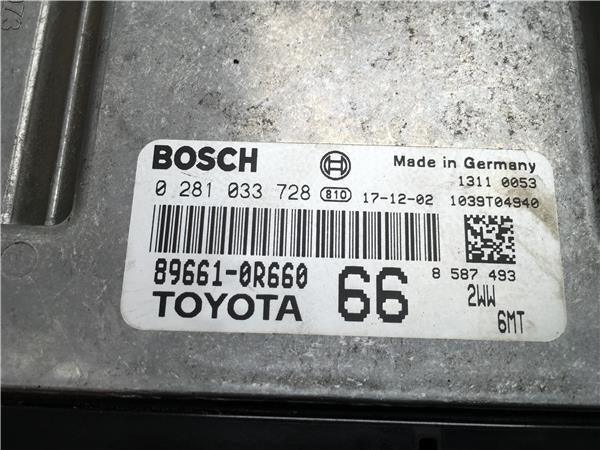 BOSCH
Made in Germany
1311 0053
0 281 033 728 810 17-12-02 1039T04940
89661-0R660
8 587 493
TOYOTA
66
2WW
6MT